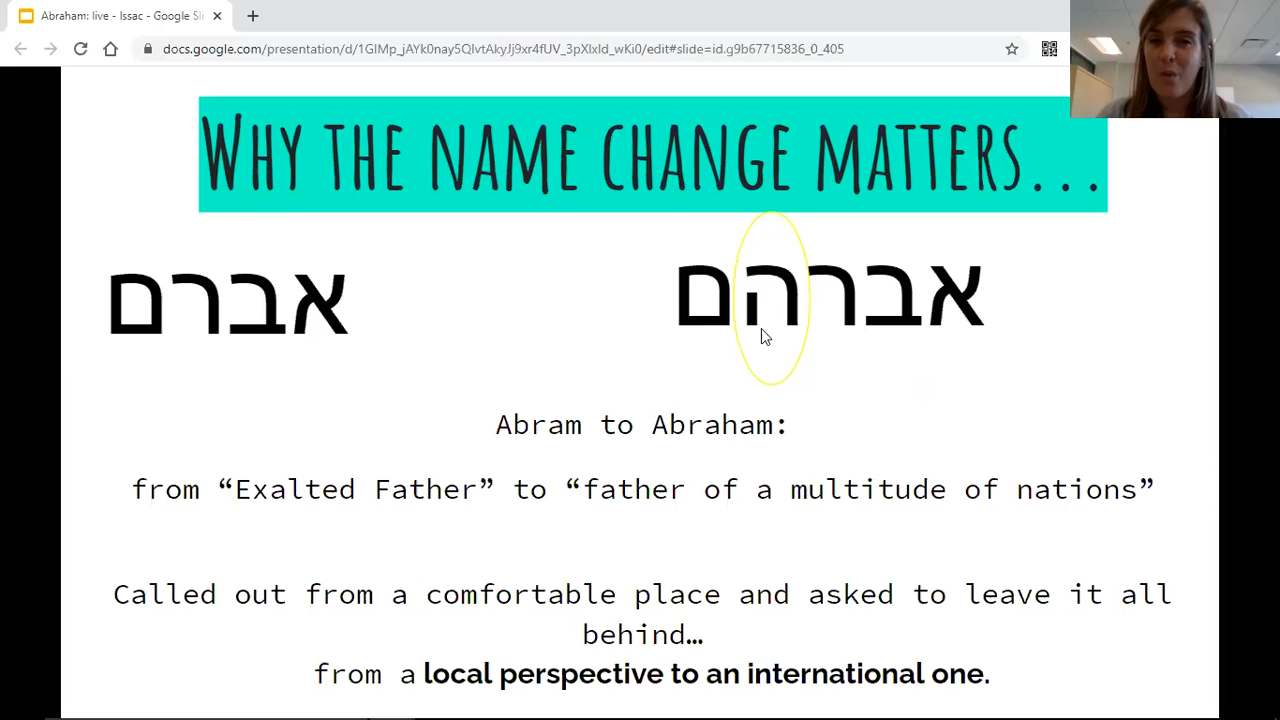 Abraham: live - Issac - Google Sli
docs.google.com/presentation/d/1GIMp_jAYk0nay5QlvtAkyJj9xr4fUV_3pXlxId_wKi0/edit#slide=id.g9b67715836_0_405
WHY THE NAME CHANGE MATTERS...
אברם
אברהם
Abram to Abraham:
from “Exalted Father” to “father of a multitude of nations”
Called out from a comfortable place and asked to leave it all
behind…
from a local perspective to an international one.